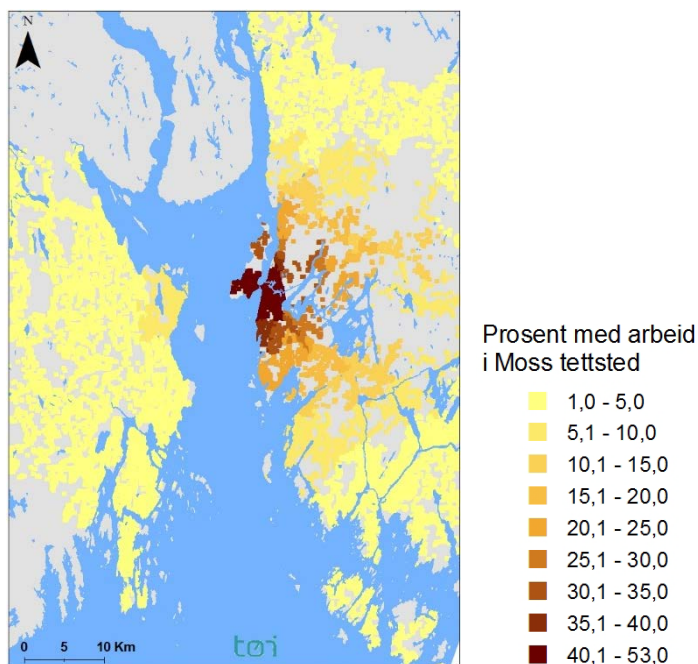 N
Prosent med arbeid
i Moss tettsted
1,0 - 5,0
5,1 - 10,0
10,1 - 15,0
15,1 - 20,0
20,1 - 25,0
25,1 - 30,0
30,1 - 35,0
35,1 - 40,0
40,1 - 53,0
0 5 10 Km
tøi